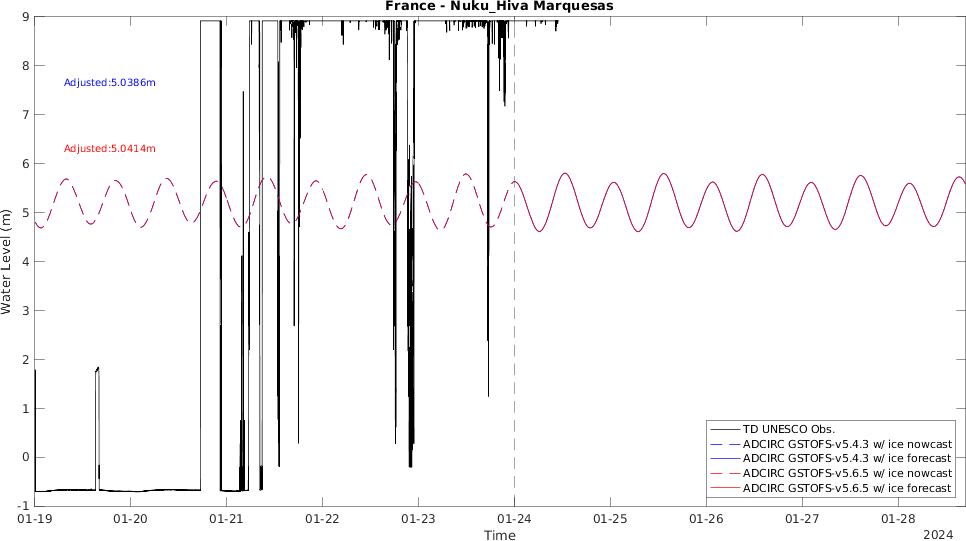 France - Nuku_Hiva Marquesas
9
8
7
6
5
4
3
2
1
0
-1
Water Level (m)
Adjusted:5.0386m
Adjusted:5.0414m
TD UNESCO Obs.
ADCIRC GSTOFS-v5.4.3 w/ ice nowcast
ADCIRC GSTOFS-v5.4.3 w/ ice forecast
ADCIRC GSTOFS-v5.6.5 w/ ice nowcast
ADCIRC GSTOFS-v5.6.5 w/ ice forecast
01-19 01-20 01-21 01-22 01-23 01-24 01-25 01-26 01-27 01-28
Time
2024